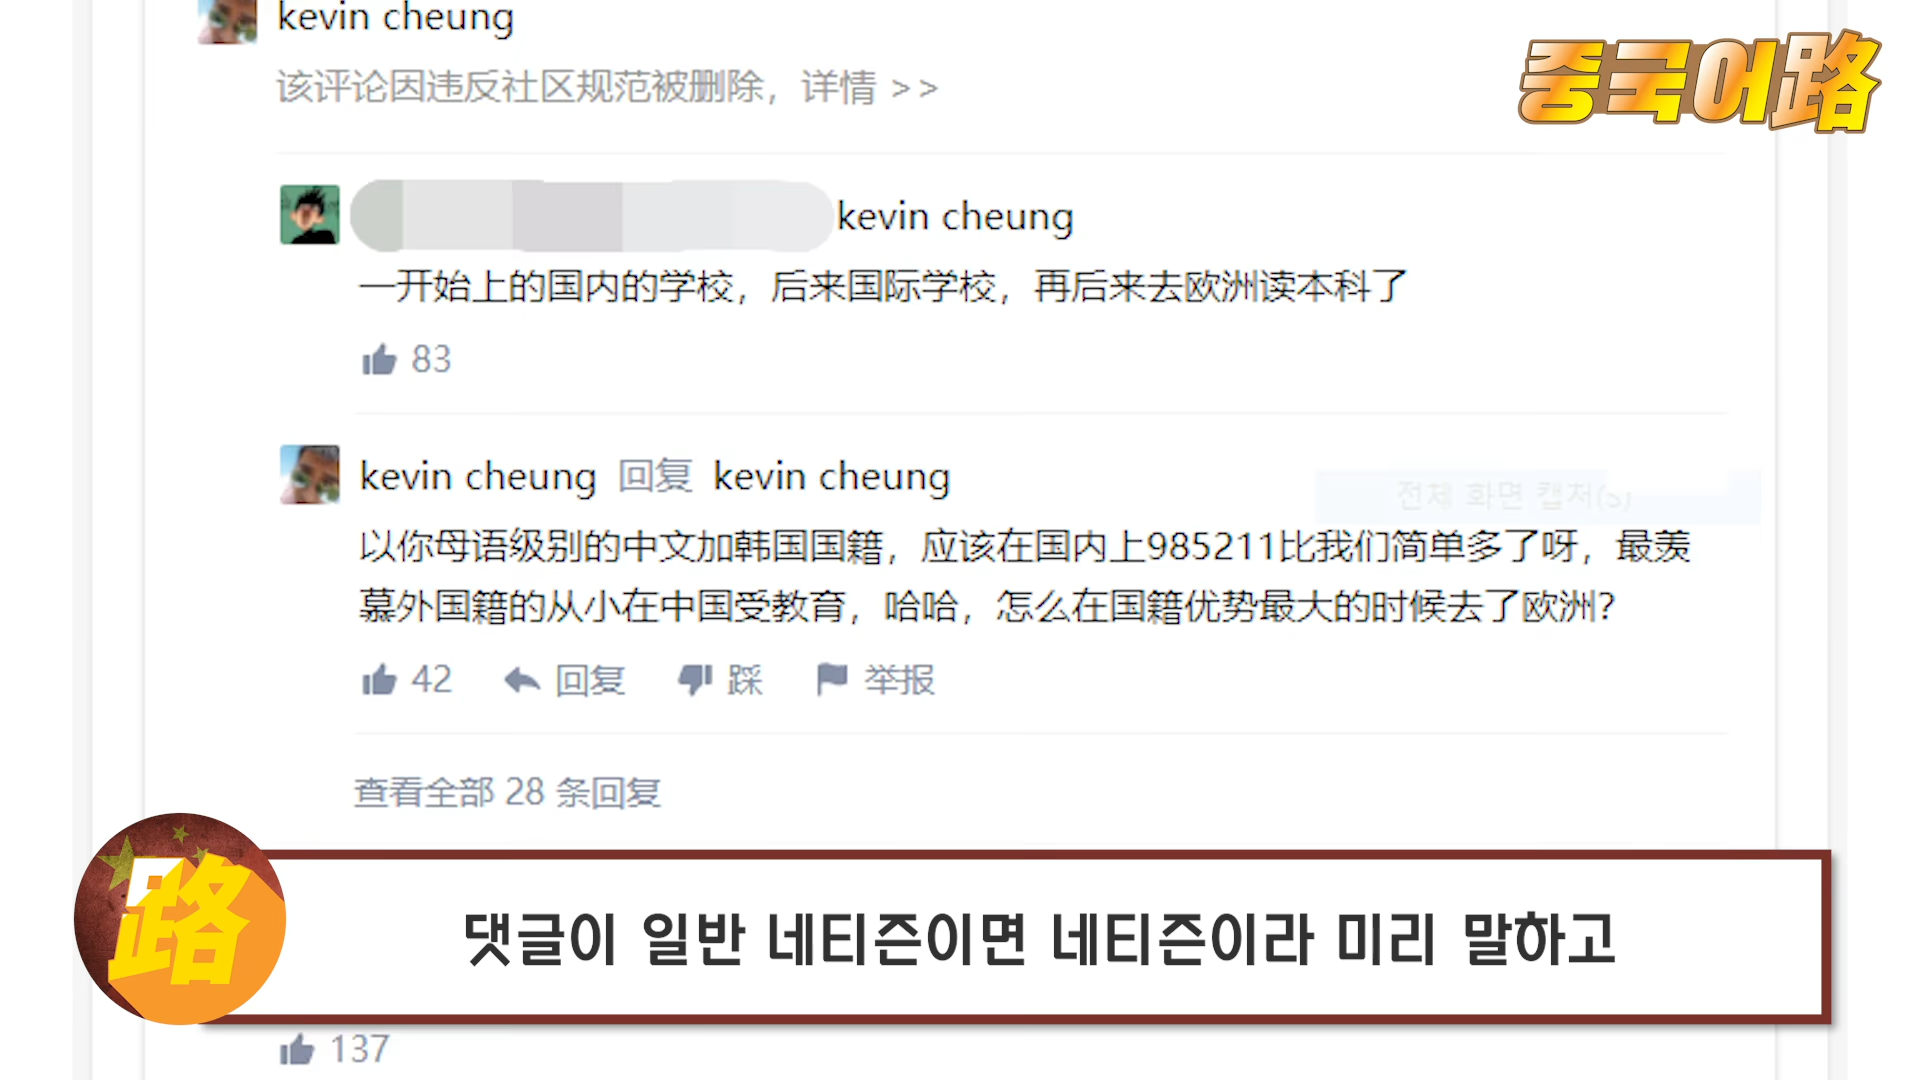 kevin cheung
중국어路
该评论因违反社区规范被删除，详情 >>
kevin cheung
一开始上的国内的学校，后来国际学校，再后来去欧洲读本科了
83
kevin cheung 回复 kevin cheung
전체 화면 캡처(S)
以你母语级别的中文加韩国国籍，应该在国内上985211比我们简单多了呀，最羡
慕外国籍的从小在中国受教育，哈哈，怎么在国籍优势最大的时候去了欧洲？
42 回复 踩 举报
查看全部 28 条回复
路
댓글이 일반 네티즌이면 네티즌이라 미리 말하고
137